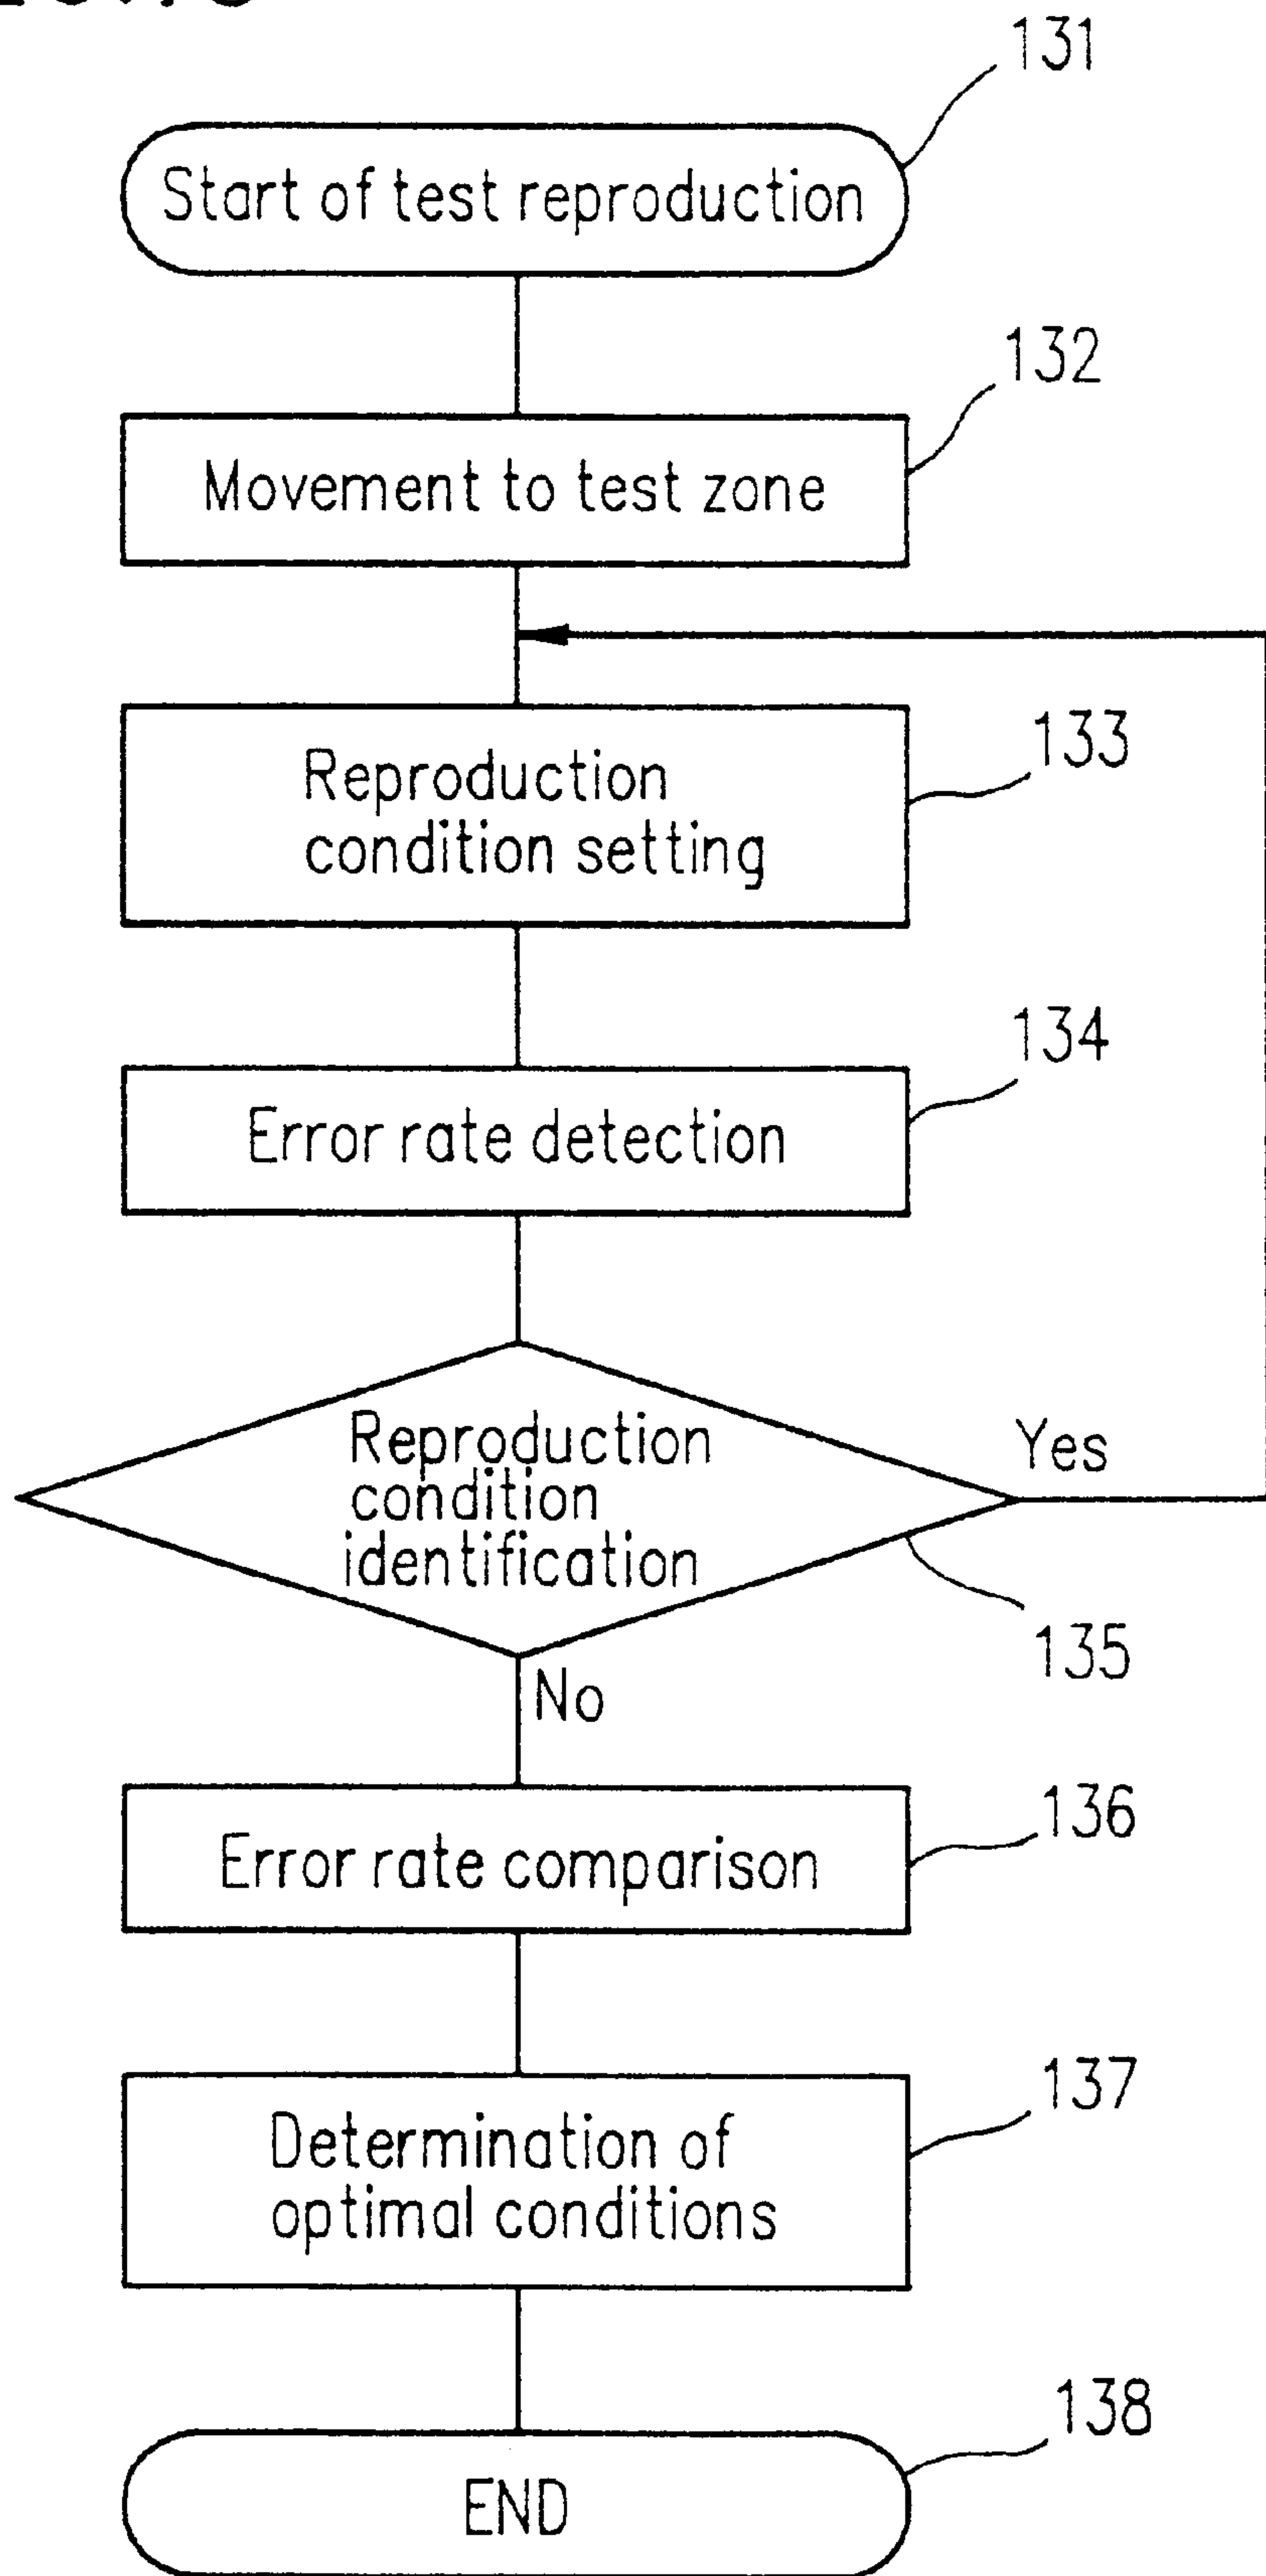 131
Start of test reproduction
132
Movement to test zone
133
Reproduction
condition setting
134
Error rate detection
Reproduction
condition
identification
Yes
135
No
136
Error rate comparison
137
Determination of
optimal conditions
138
END